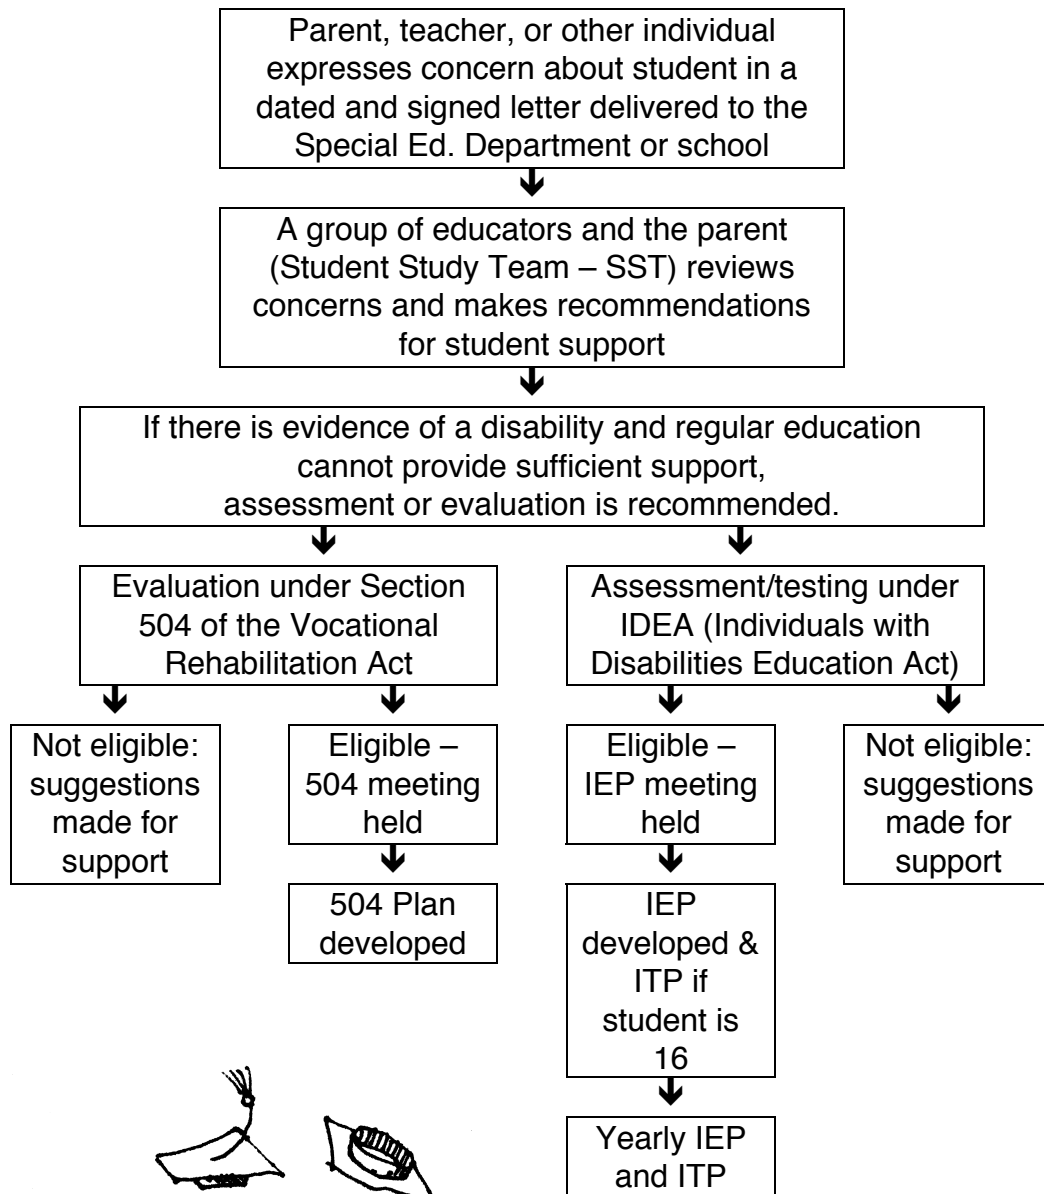 Parent, teacher, or other individual
expresses concern about student in a
dated and signed letter delivered to the
Special Ed. Department or school
A group of educators and the parent
(Student Study Team – SST) reviews
concerns and makes recommendations
for student support
If there is evidence of a disability and regular education
cannot provide sufficient support,
assessment or evaluation is recommended.
Evaluation under Section
504 of the Vocational
Rehabilitation Act
Assessment/testing under
IDEA (Individuals with
Disabilities Education Act)
Not eligible:
suggestions
made for
support
Eligible –
504 meeting
held
Eligible –
IEP meeting
held
Not eligible:
suggestions
made for
support
504 Plan
developed
IEP
developed &
ITP if
student is
16
Yearly IEP
and ITP